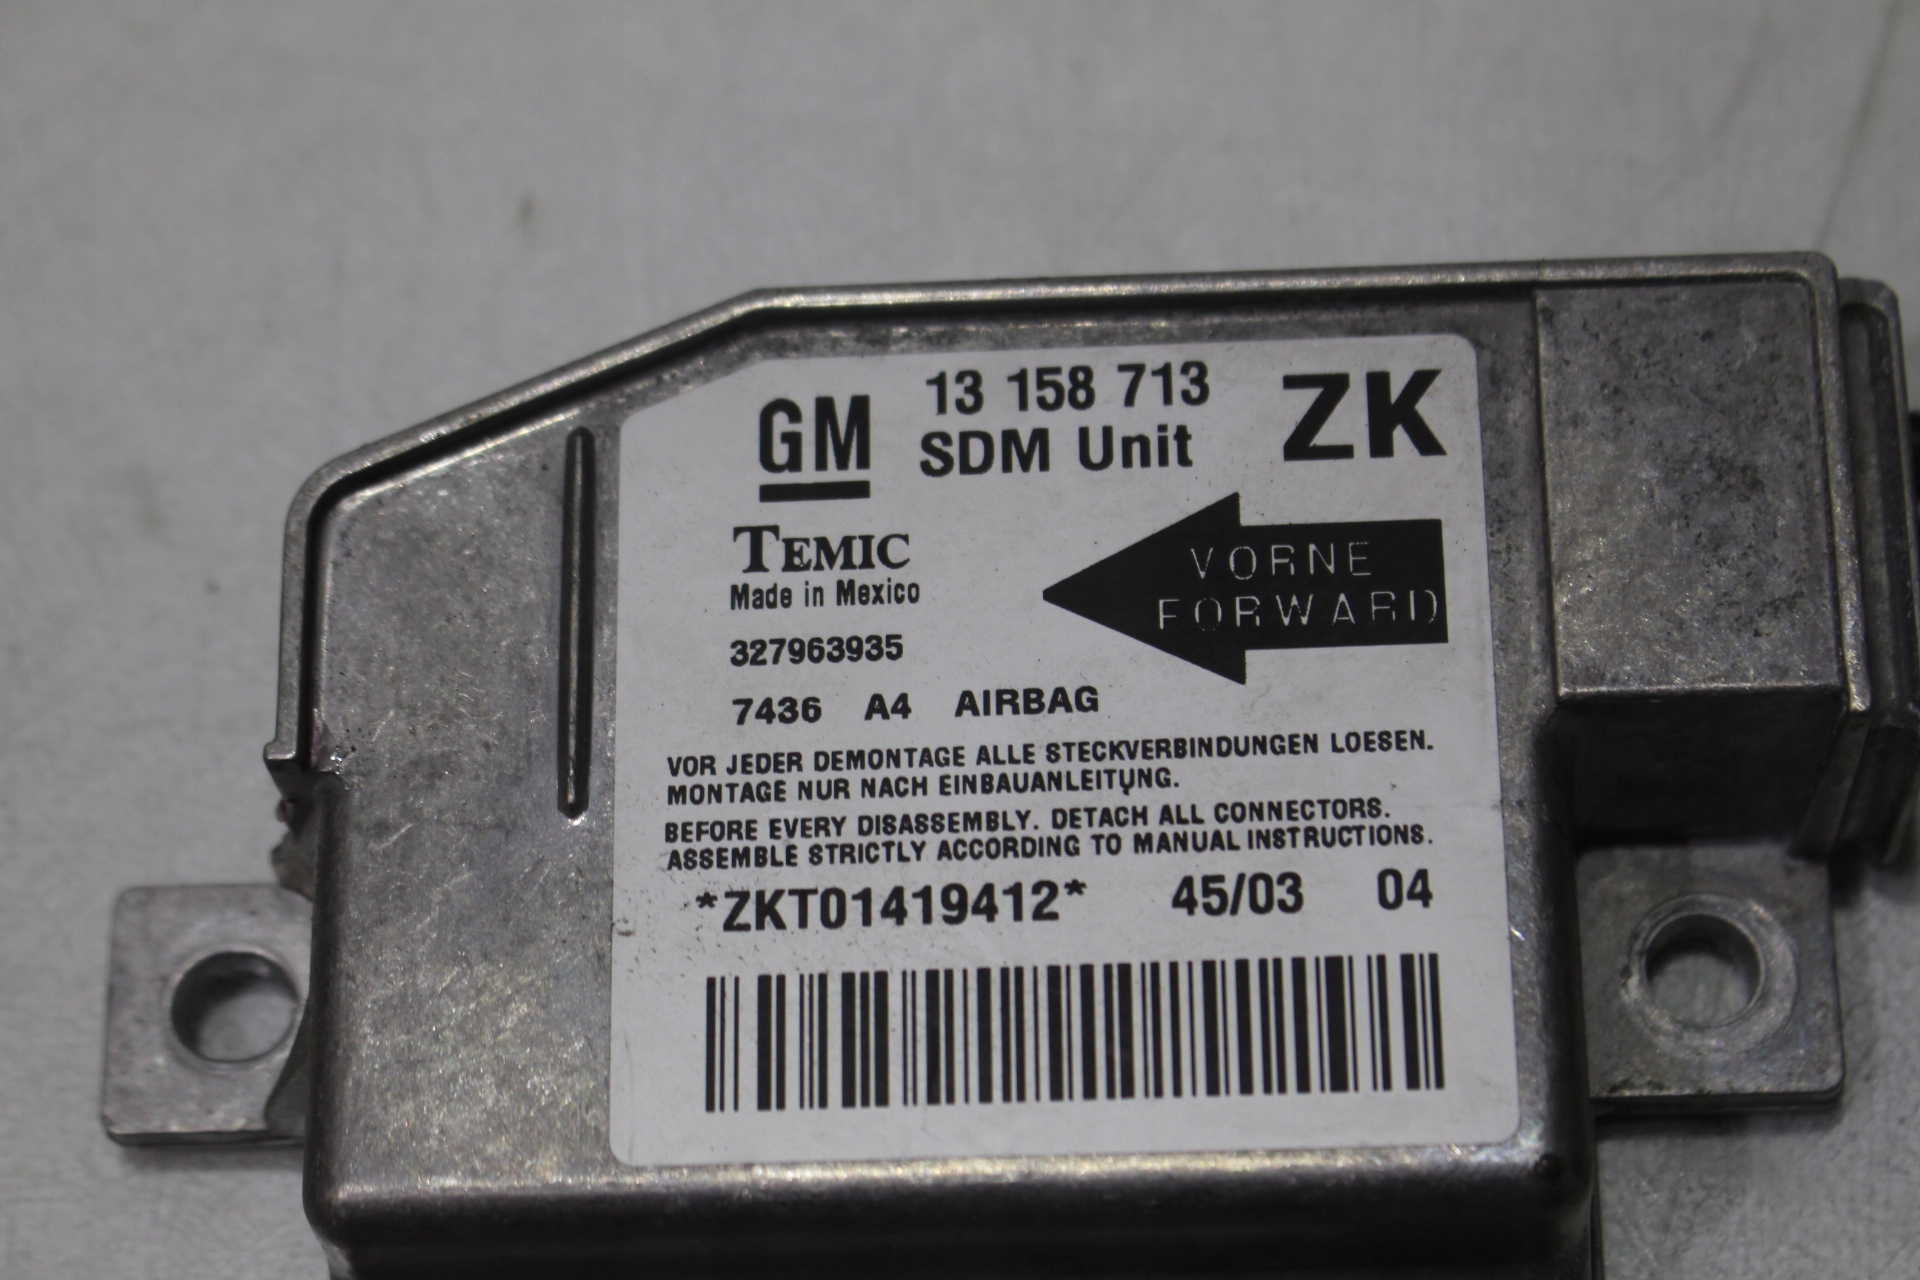 GM
13 158 713
SDM Unit
ZK
TEMIC
Made in Mexico
VORNE
FORWARD
327963935
7436 A4 AIRBAG
VOR JEDER DEMONTAGE ALLE STECKVERBINDUNGEN LOESEN.
MONTAGE NUR NACH EINBAUANLEITUNG.
BEFORE EVERY DISASSEMBLY. DETACH ALL CONNECTORS.
ASSEMBLE STRICTLY ACCORDING TO MANUAL INSTRUCTIONS.
*ZKT01419412* 45/03 04